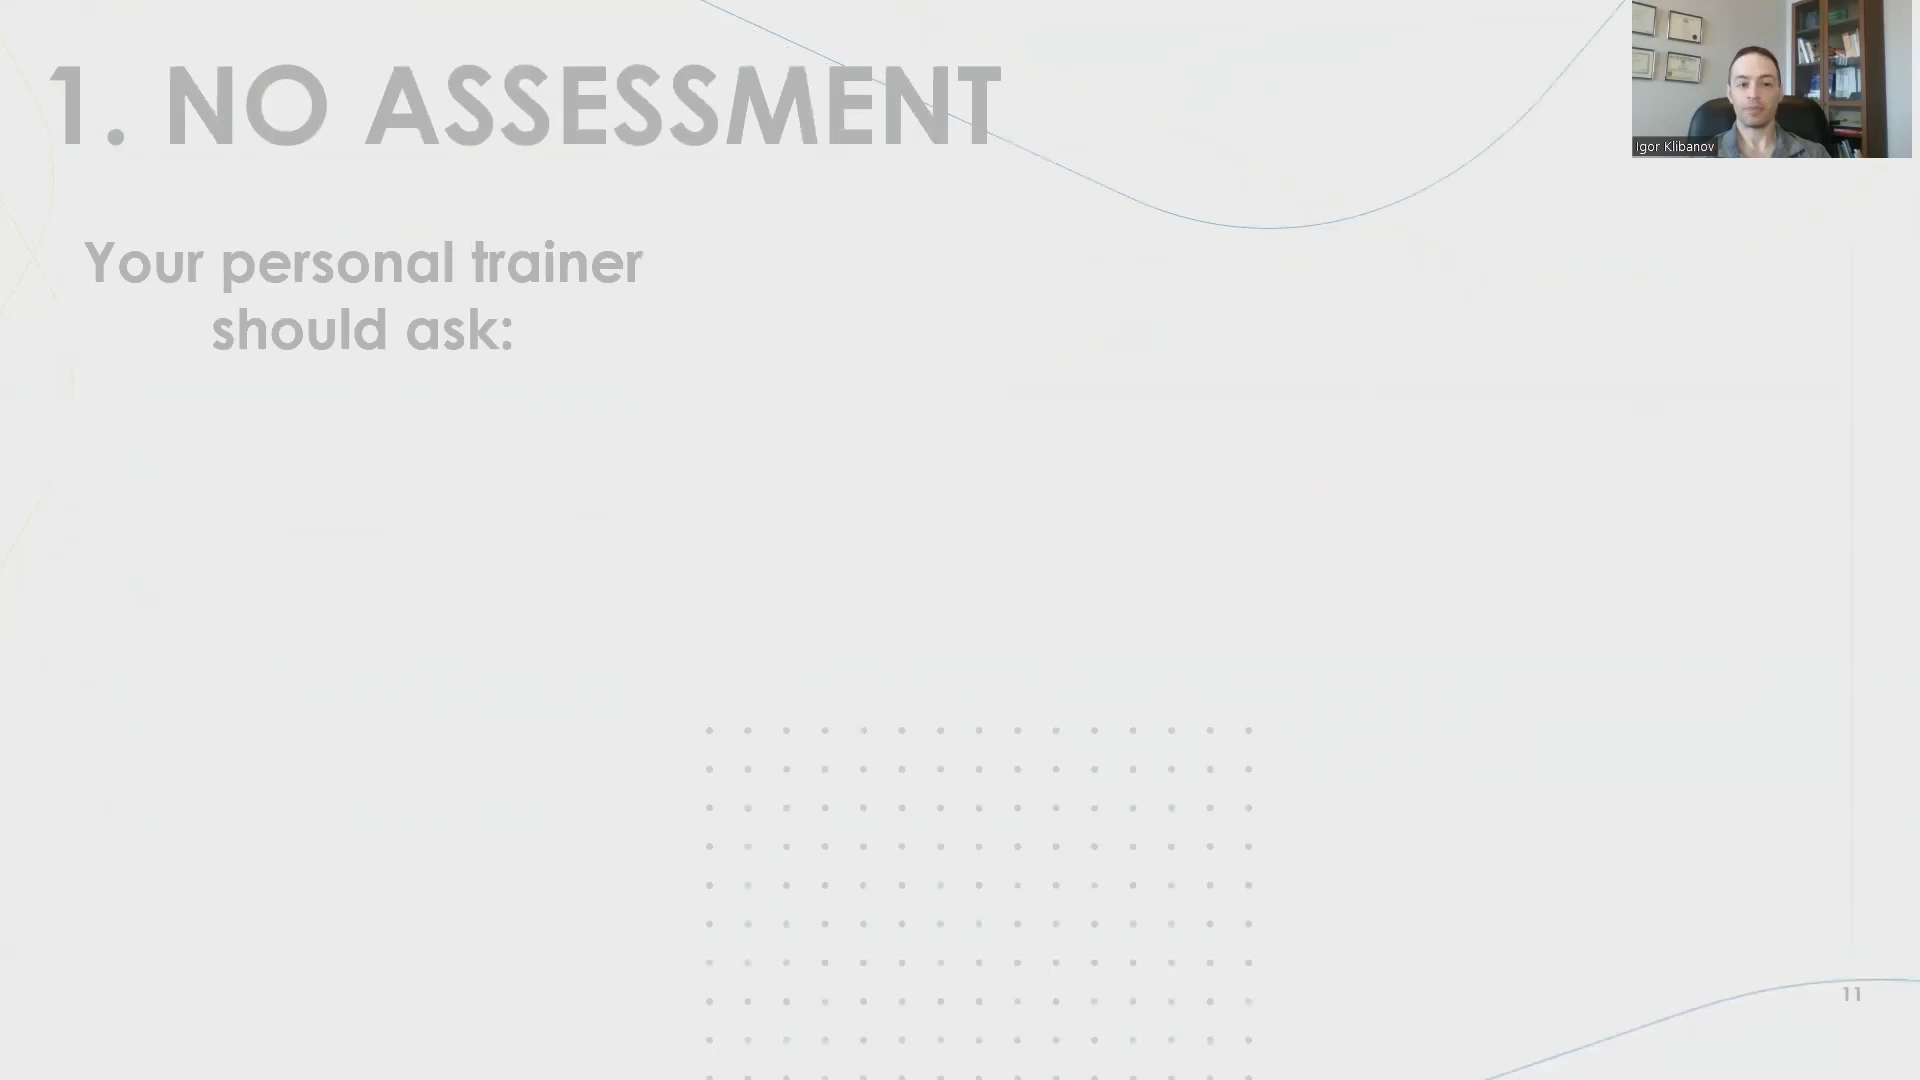 1. NO ASSESSMENT
Igor Klibanov
Your personal trainer
should ask:
11